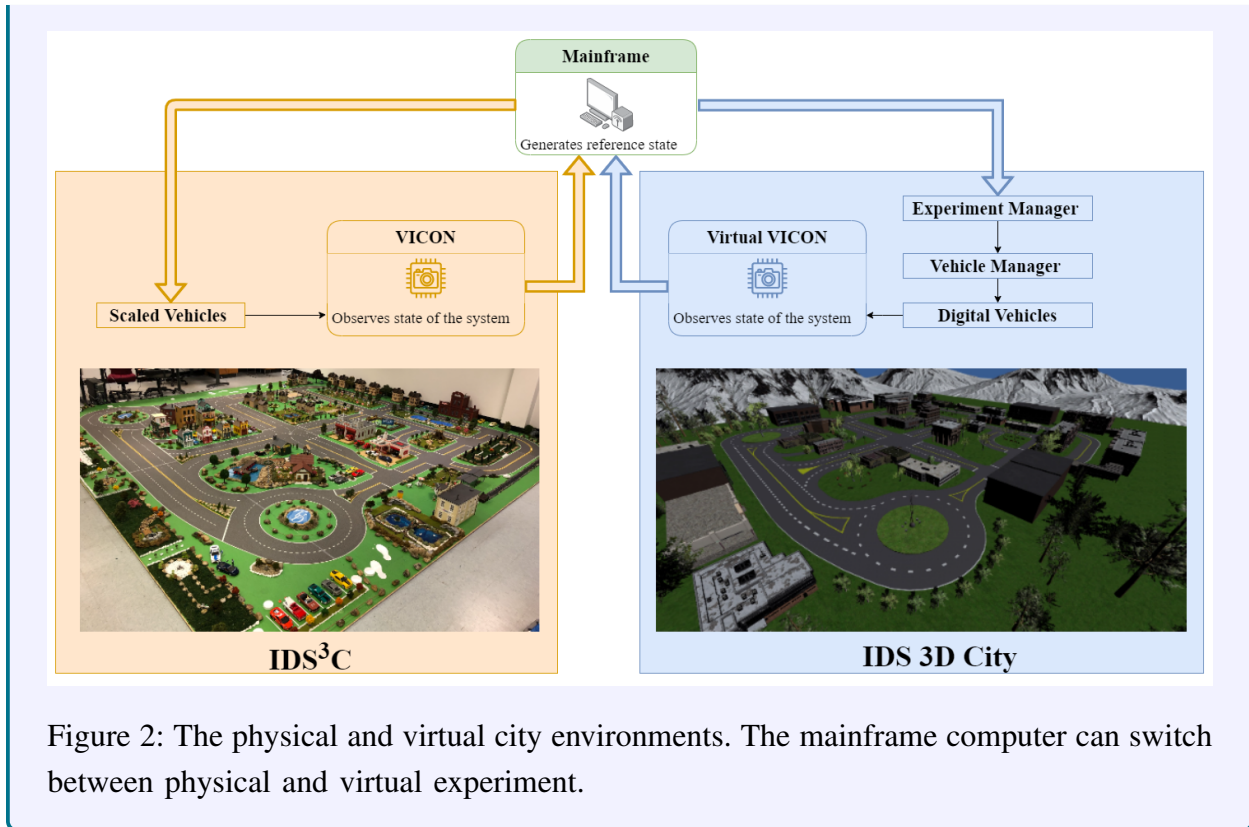 Mainframe
Generates reference state
VICON
Observes state of the system
Scaled Vehicles
IDS³C
Virtual VICON
Observes state of the system
Experiment Manager
Vehicle Manager
Digital Vehicles
IDS 3D City
Figure 2: The physical and virtual city environments. The mainframe computer can switch
between physical and virtual experiment.